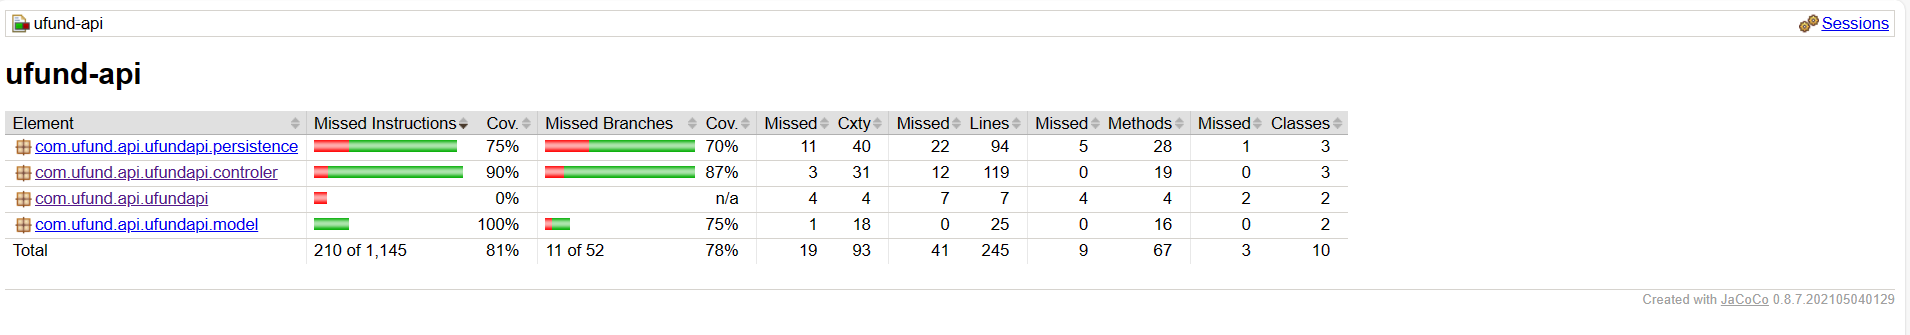 ufund-api Sessions
ufund-api
Element Missed Instructions Cov. Missed Branches Cov. Missed Cxty Missed Lines Missed Methods Missed Classes
com.ufund.api.ufundapi.persistence 75% 70% 11 40 22 94 5 28 1 3
com.ufund.api.ufundapi.controler 90% 87% 3 31 12 119 0 19 0 3
com.ufund.api.ufundapi 0% n/a 4 4 7 7 4 4 2 2
com.ufund.api.ufundapi.model 100% 75% 1 18 0 25 0 16 0 2
Total 210 of 1,145 81% 11 of 52 78% 19 93 41 245 9 67 3 10
Created with JaCoCo 0.8.7.202105040129